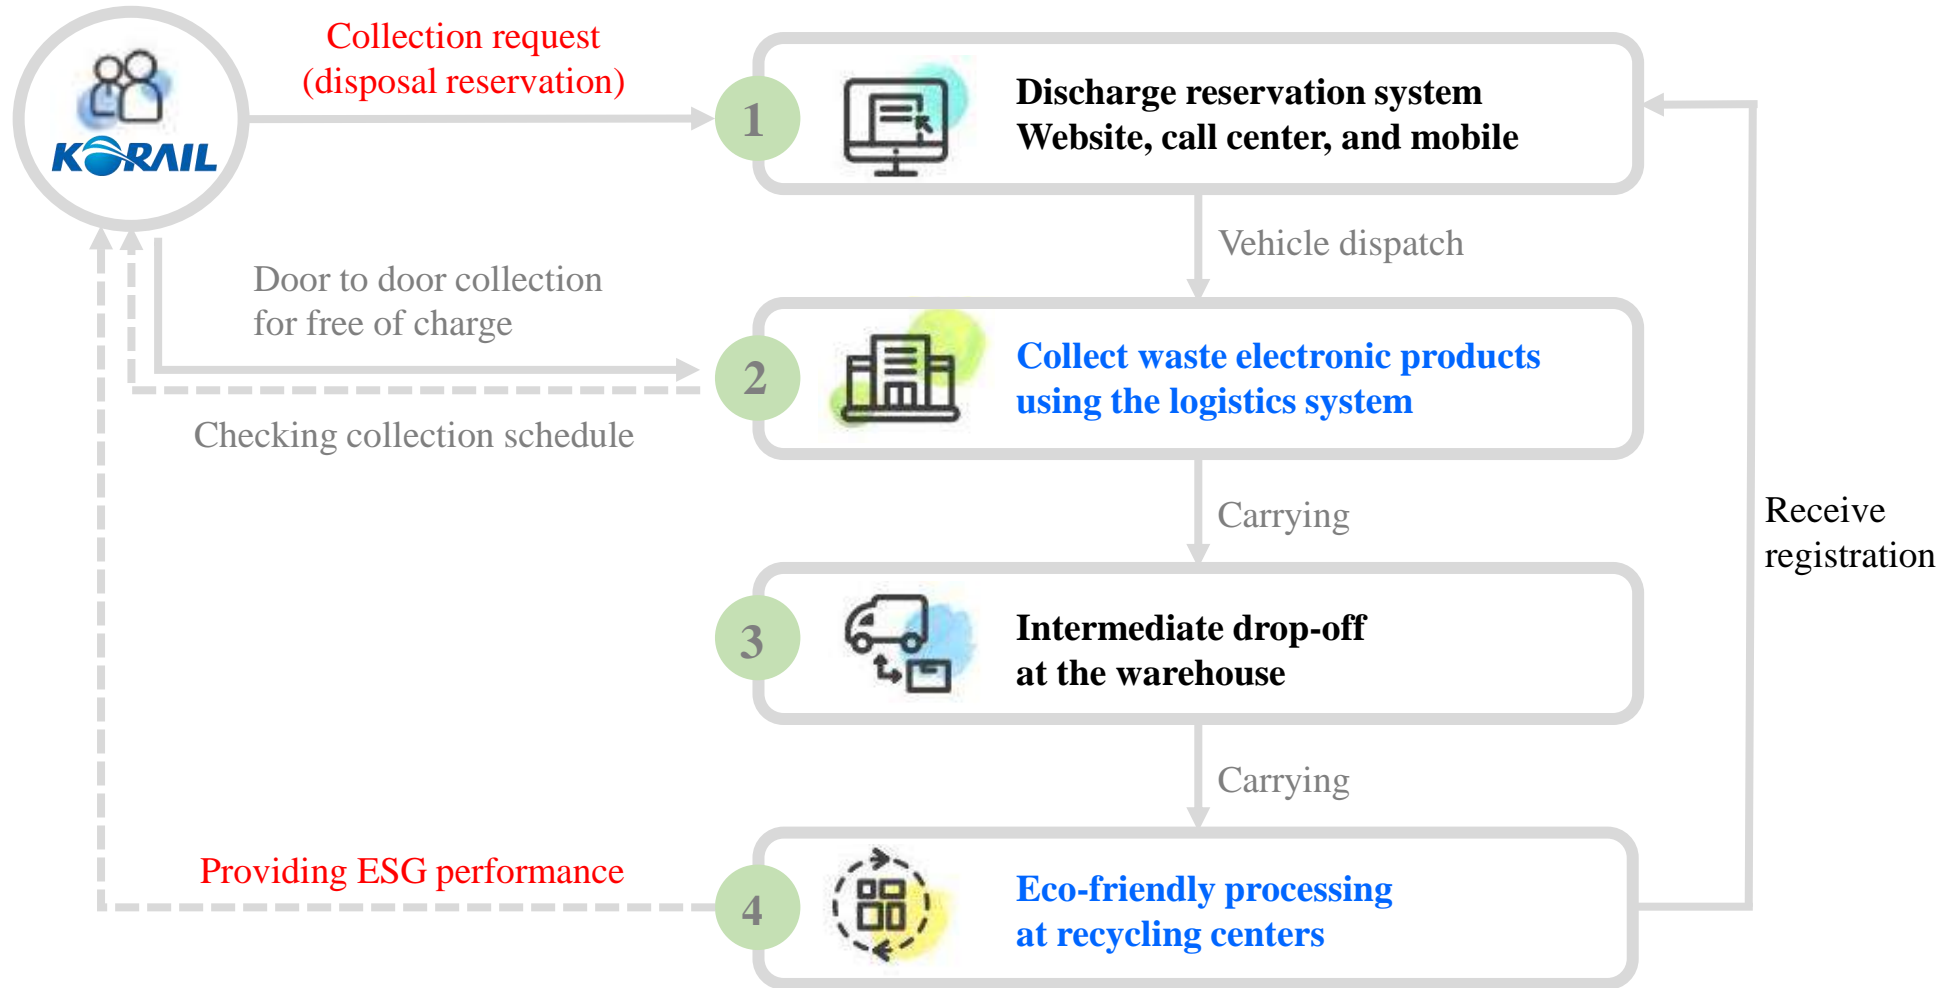 KORAIL
Collection request
(disposal reservation)
1
Discharge reservation system
Website, call center, and mobile
Vehicle dispatch
Door to door collection
for free of charge
2
Collect waste electronic products
using the logistics system
Checking collection schedule
Carrying
Receive
registration
3
Intermediate drop-off
at the warehouse
Carrying
Providing ESG performance
4
Eco-friendly processing
at recycling centers